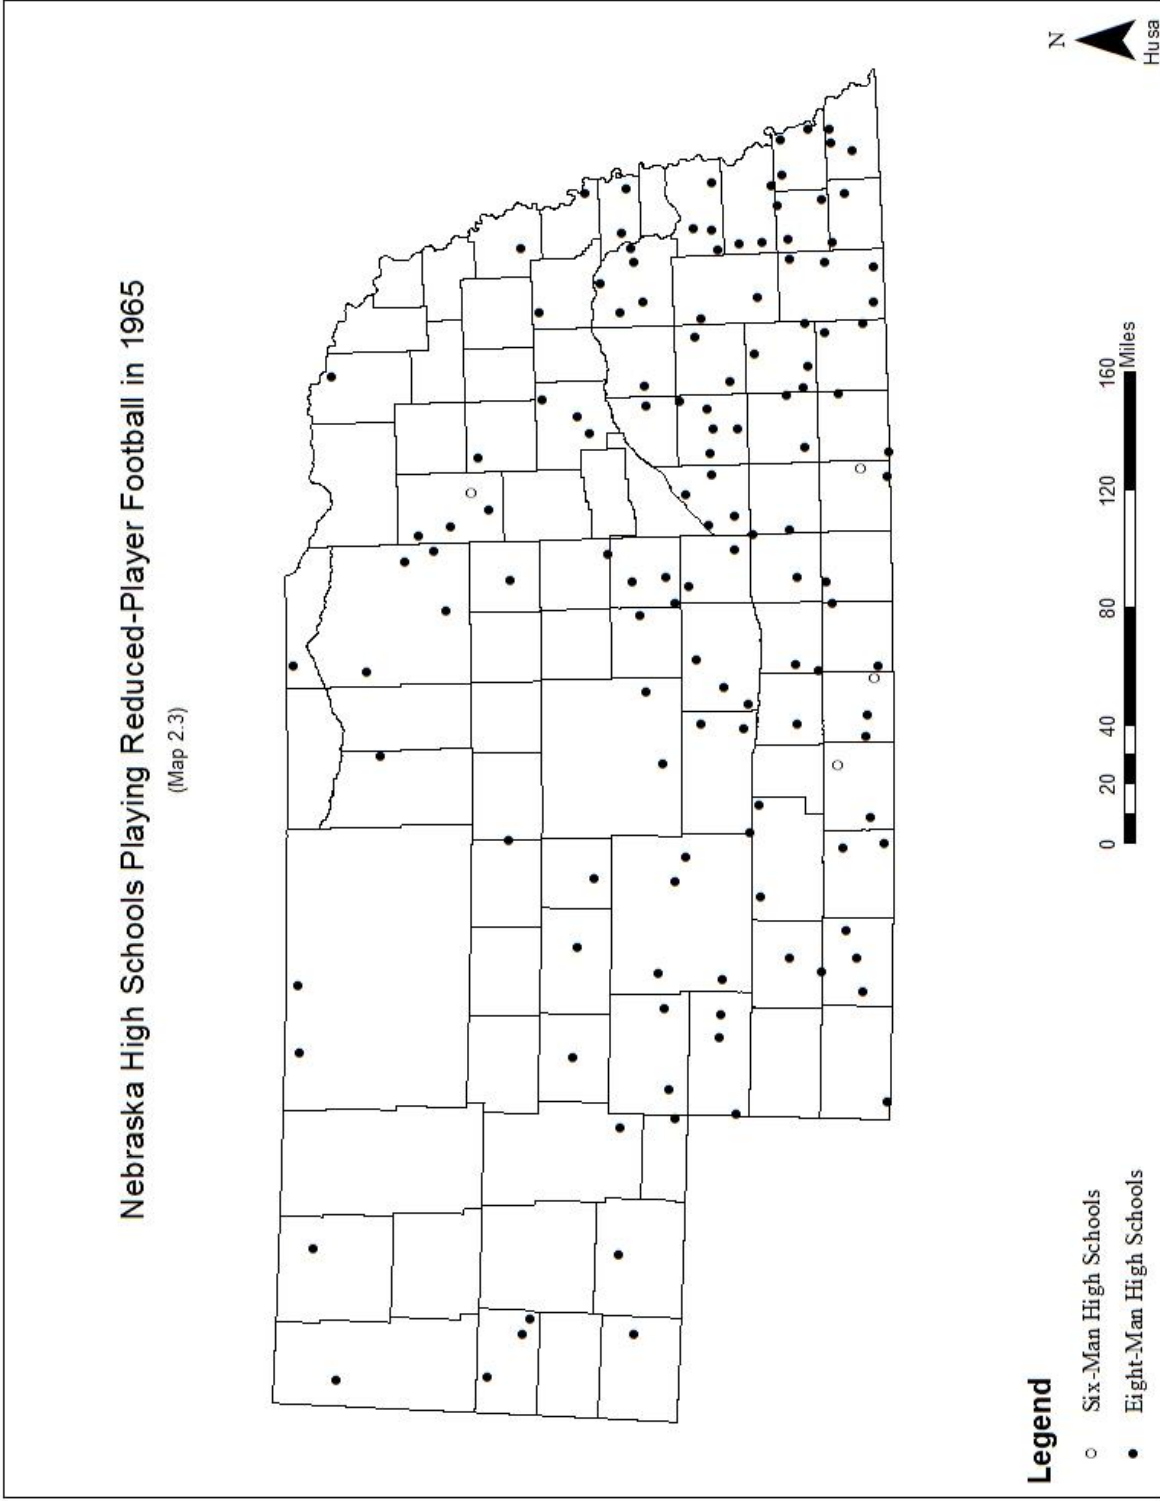 Nebraska High Schools Playing Reduced-Player Football in 1965
(Map 2.3)
Legend
Six-Man High Schools
Eight-Man High Schools
0 20 40 80 120 160
Miles
N
Husa